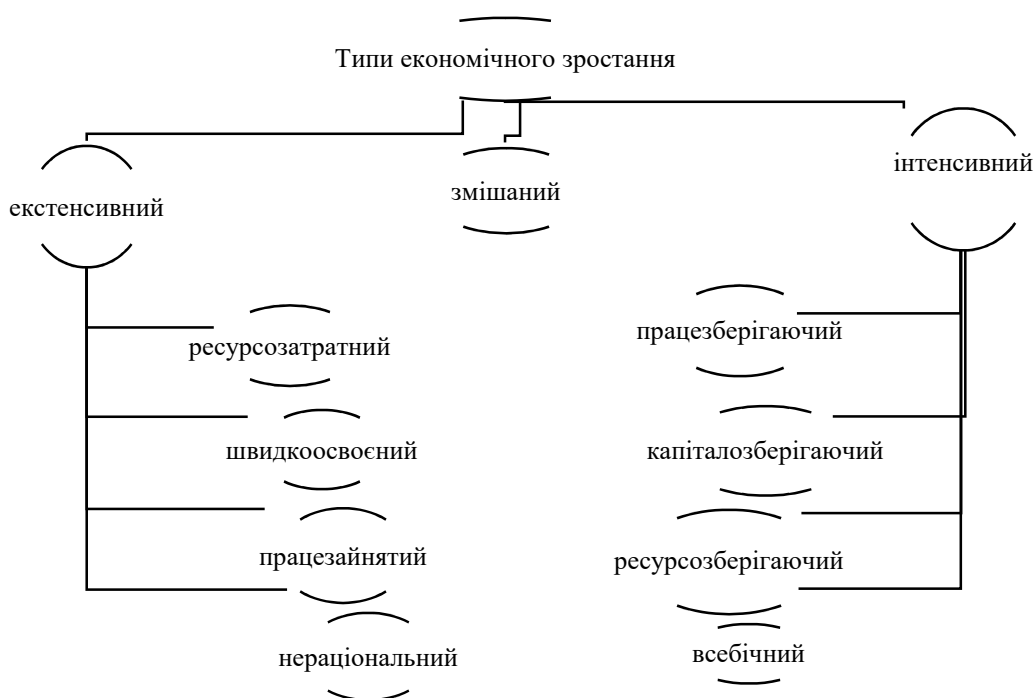 Типи економічного зростання
екстенсивний
змішаний
інтенсивний
ресурсозатратний
швидкоосвоєний
працезайнятий
нераціональний
працезберігаючий
капіталозберігаючий
ресурсозберігаючий
всебічний